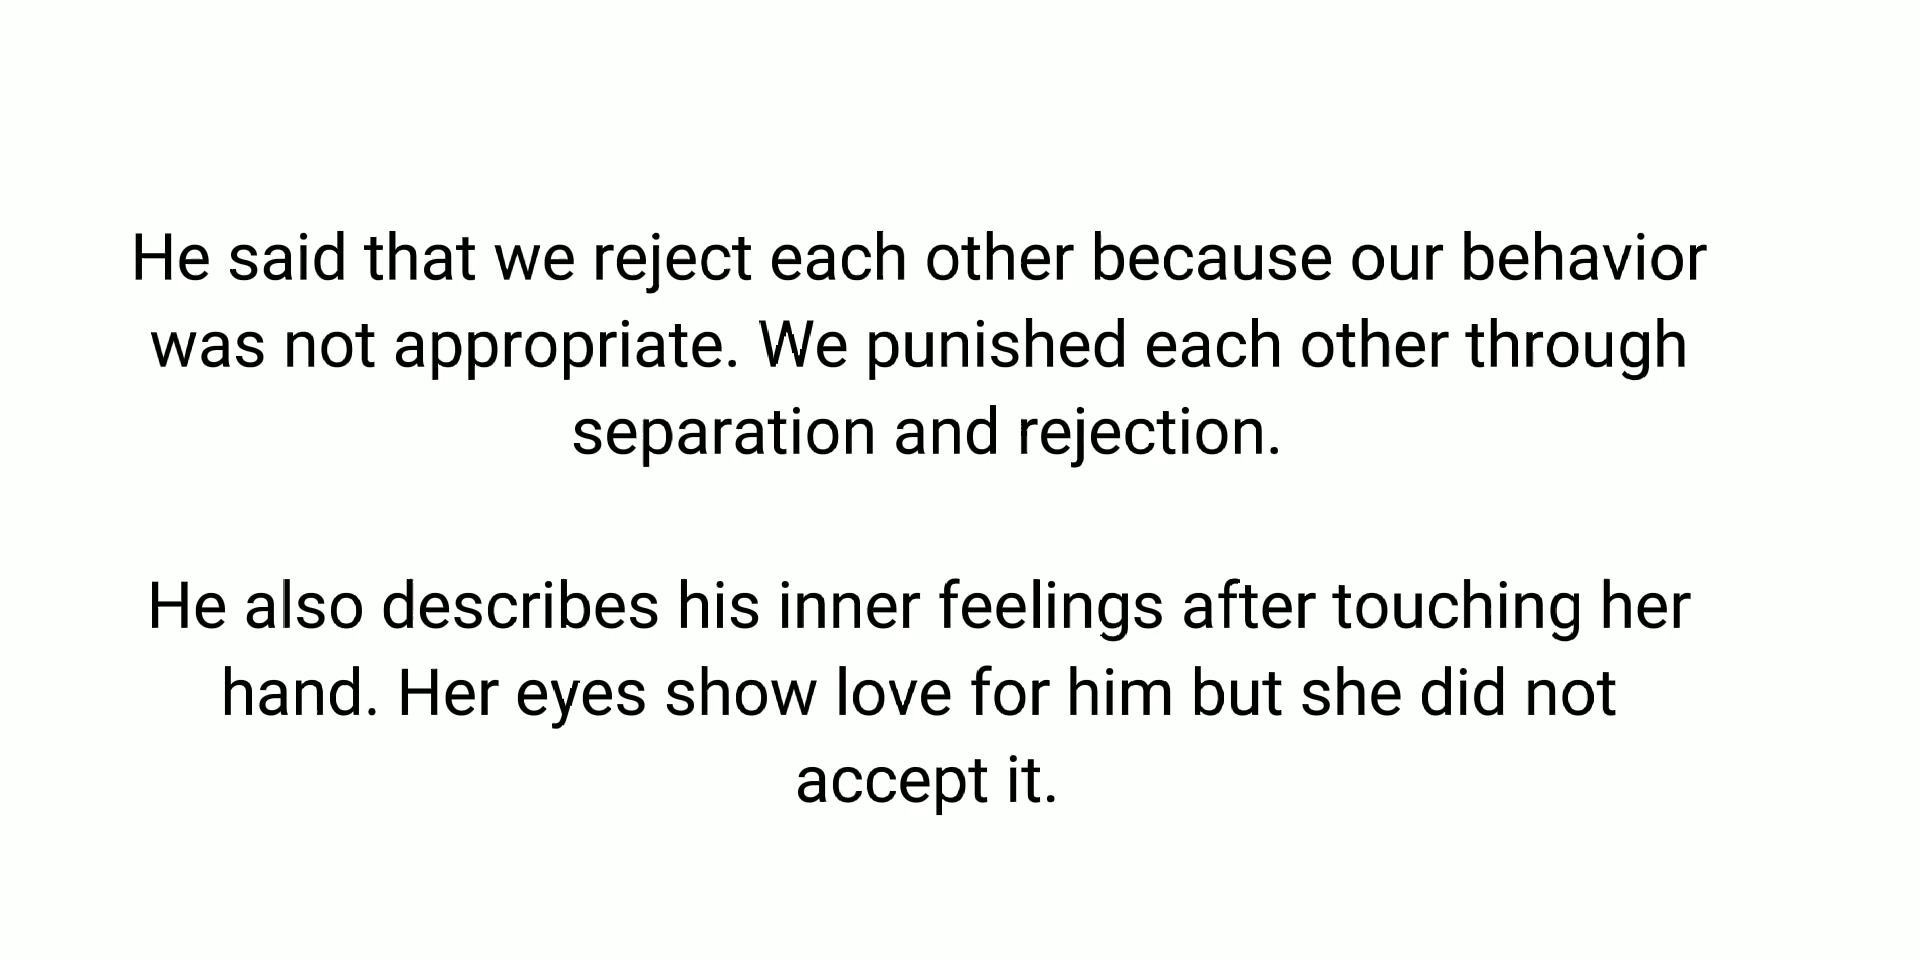 He said that we reject each other because our behavior
was not appropriate. We punished each other through
separation and rejection.
He also describes his inner feelings after touching her
hand. Her eyes show love for him but she did not
accept it.